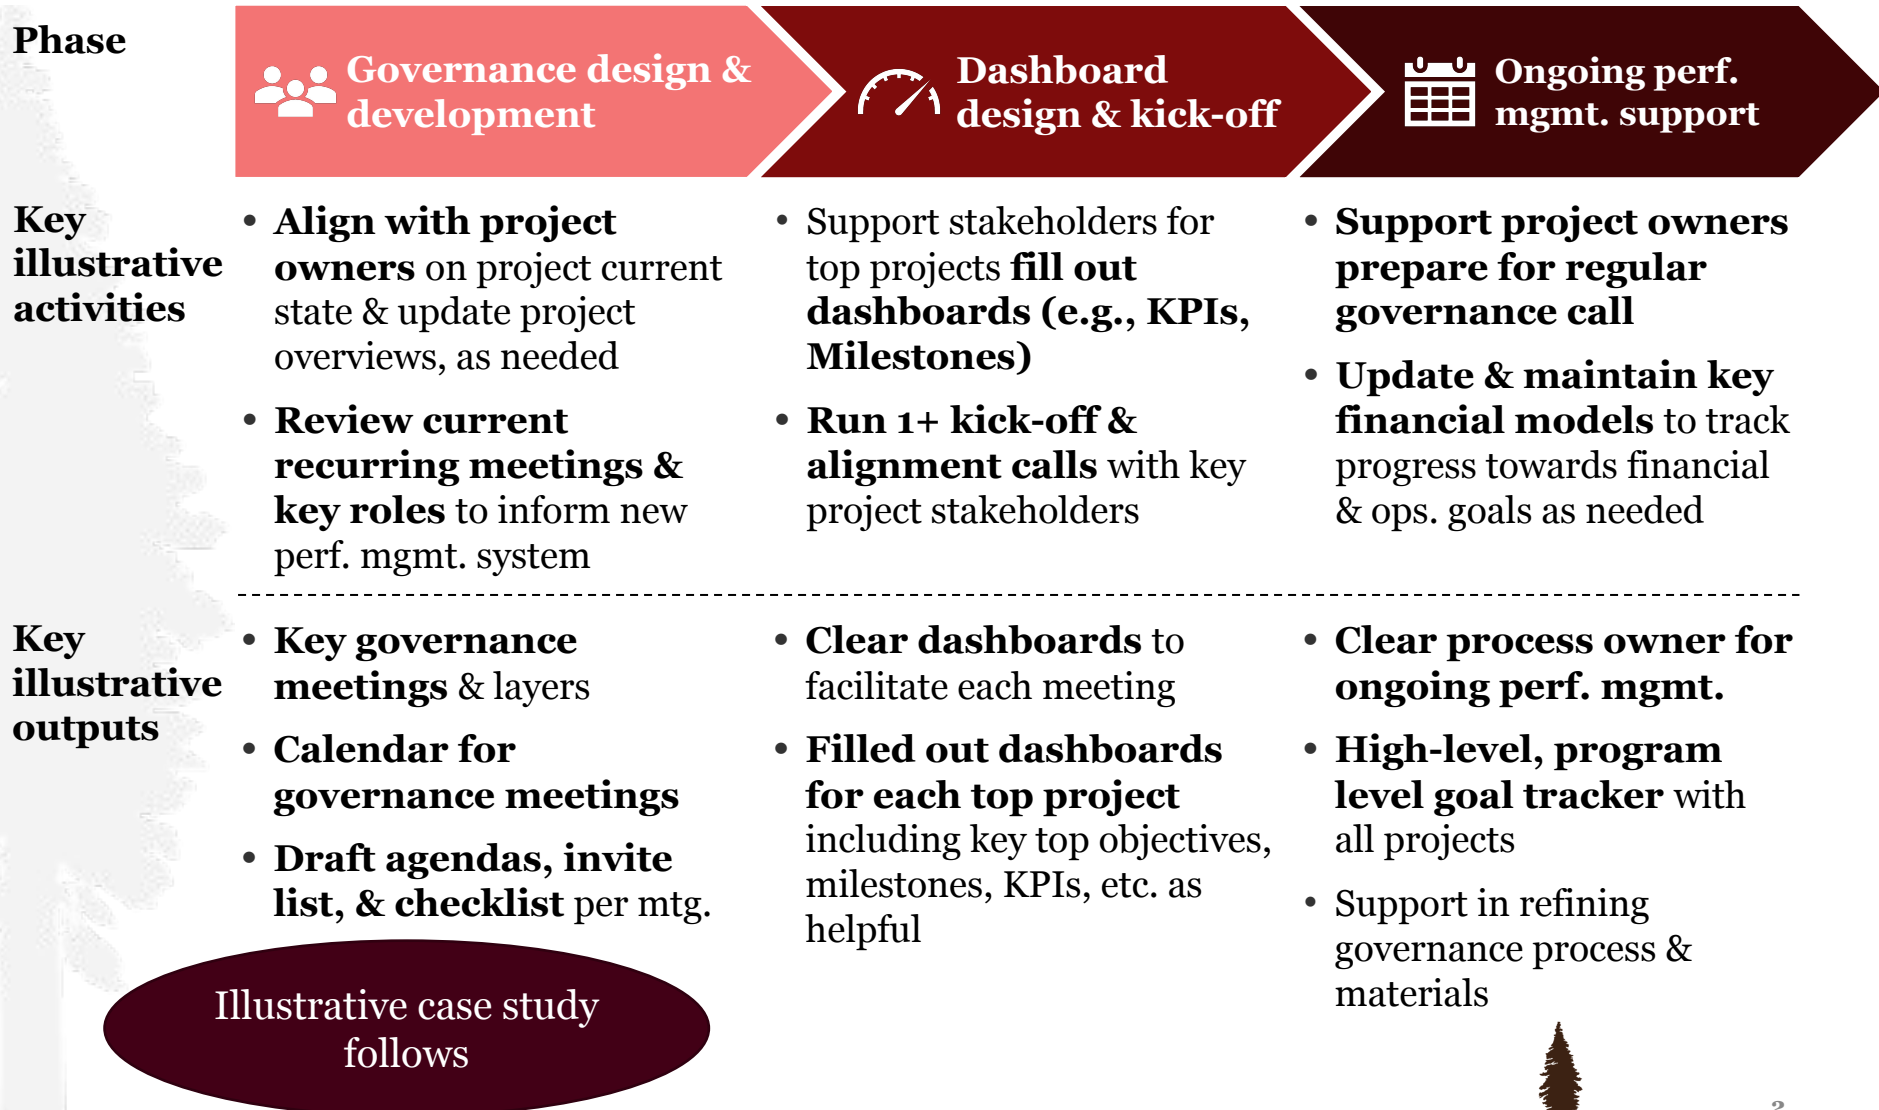 Phase
Governance design &
development
Dashboard
design & kick-off
Ongoing perf.
mgmt. support
Key
illustrative
activities
• Align with project
owners on project current
state & update project
overviews, as needed
• Review current
recurring meetings &
key roles to inform new
perf. mgmt. system
• Support stakeholders for
top projects fill out
dashboards (e.g., KPIs,
Milestones)
• Run 1+ kick-off &
alignment calls with key
project stakeholders
• Support project owners
prepare for regular
governance call
• Update & maintain key
financial models to track
progress towards financial
& ops. goals as needed
Key
illustrative
outputs
• Key governance
meetings & layers
• Calendar for
governance meetings
• Draft agendas, invite
list, & checklist per mtg.
• Clear dashboards to
facilitate each meeting
• Filled out dashboards
for each top project
including key top objectives,
milestones, KPIs, etc. as
helpful
• Clear process owner for
ongoing perf. mgmt.
• High-level, program
level goal tracker with
all projects
• Support in refining
governance process &
materials
Illustrative case study
follows